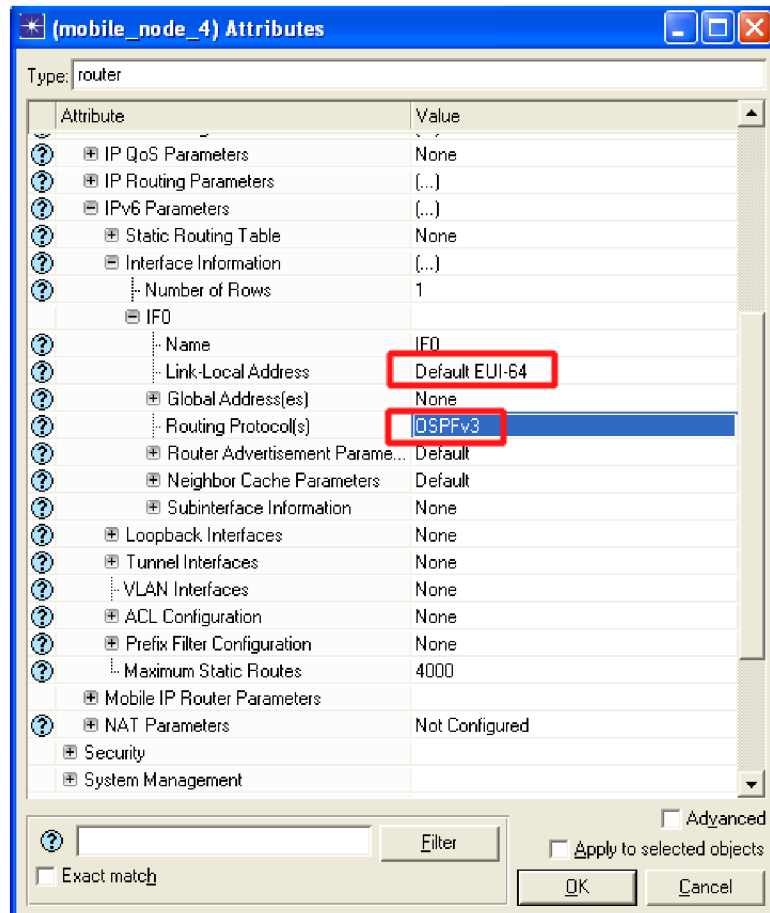 (mobile_node_4) Attributes
Type: router
Attribute Value
IP QoS Parameters None
IP Routing Parameters (...)
IPv6 Parameters (...)
Static Routing Table None
Interface Information (...)
Number of Rows 1
IF0
Name IF0
Link-Local Address Default EUI-64
Global Address(es) None
Routing Protocol(s) OSPFv3
Router Advertisement Parame... Default
Neighbor Cache Parameters Default
Subinterface Information None
Loopback Interfaces None
Tunnel Interfaces None
VLAN Interfaces None
ACL Configuration None
Prefix Filter Configuration None
Maximum Static Routes 4000
Mobile IP Router Parameters
NAT Parameters Not Configured
Security
System Management
Advanced
Filter
Apply to selected objects
Exact match
OK Cancel